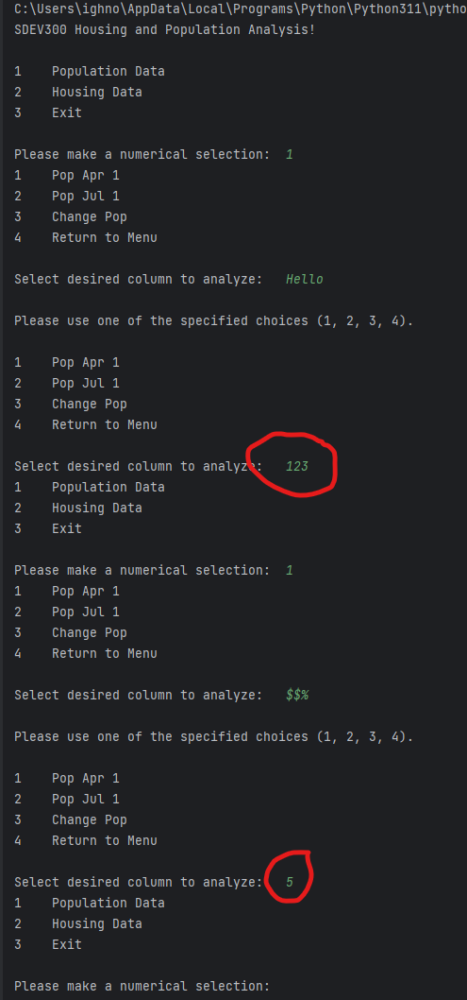 C:\Users\ighno\AppData\Local\Programs\Python\Python311\pytho
SDEV300 Housing and Population Analysis!
1    Population Data
2    Housing Data
3    Exit
Please make a numerical selection:  1
1    Pop Apr 1
2    Pop Jul 1
3    Change Pop
4    Return to Menu
Select desired column to analyze:   Hello
Please use one of the specified choices (1, 2, 3, 4).
1    Pop Apr 1
2    Pop Jul 1
3    Change Pop
4    Return to Menu
Select desired column to analyze:   123
1    Population Data
2    Housing Data
3    Exit
Please make a numerical selection:  1
1    Pop Apr 1
2    Pop Jul 1
3    Change Pop
4    Return to Menu
Select desired column to analyze:   $$%
Please use one of the specified choices (1, 2, 3, 4).
1    Pop Apr 1
2    Pop Jul 1
3    Change Pop
4    Return to Menu
Select desired column to analyze:   5
1    Population Data
2    Housing Data
3    Exit
Please make a numerical selection: